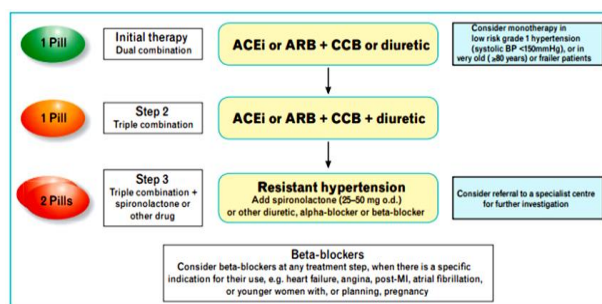 1 Pill
Initial therapy
Dual combination
ACEi or ARB + CCB or diuretic
Consider monotherapy in
low risk grade 1 hypertension
(systolic BP <150mmHg), or in
very old (≥80 years) or frailer patients
1 Pill
Step 2
Triple combination
ACEi or ARB + CCB + diuretic
2 Pills
Step 3
Triple combination +
spironolactone or
other drug
Resistant hypertension
Add spironolactone (25–50 mg o.d.)
or other diuretic, alpha-blocker or beta-blocker
Consider referral to a specialist centre
for further investigation
Beta-blockers
Consider beta-blockers at any treatment step, when there is a specific
indication for their use, e.g. heart failure, angina, post-MI, atrial fibrillation,
or younger women with, or planning, pregnancy